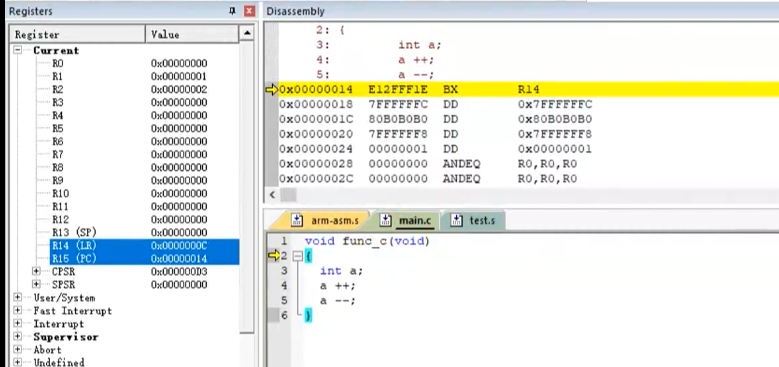 Registers
Register Value
Current
R0 0x00000000
R1 0x00000001
R2 0x00000002
R3 0x00000000
R4 0x00000000
R5 0x00000000
R6 0x00000000
R7 0x00000000
R8 0x00000000
R9 0x00000000
R10 0x00000000
R11 0x00000000
R12 0x00000000
R13 (SP) 0x00000000
R14 (LR) 0x0000000C
R15 (PC) 0x00000014
CPSR 0x000000D3
SPSR 0x00000000
User/System
Fast Interrupt
Interrupt
Supervisor
Abort
Undefined
Disassembly
2: {
3: int a;
4: a ++;
5: a --;
0x00000014 E12FFF1E BX R14
0x00000018 7FFFFFFC DD 0x7FFFFFFC
0x0000001C 80B0B0B0 DD 0x80B0B0B0
0x00000020 7FFFFFF8 DD 0x7FFFFFF8
0x00000024 00000001 DD 0x00000001
0x00000028 00000000 ANDEQ R0,R0,R0
0x0000002C 00000000 ANDEQ R0,R0,R0
arm-asm.s main.c test.s
1 void func_c(void)
2 {
3 int a;
4 a ++;
5 a --;
6 }